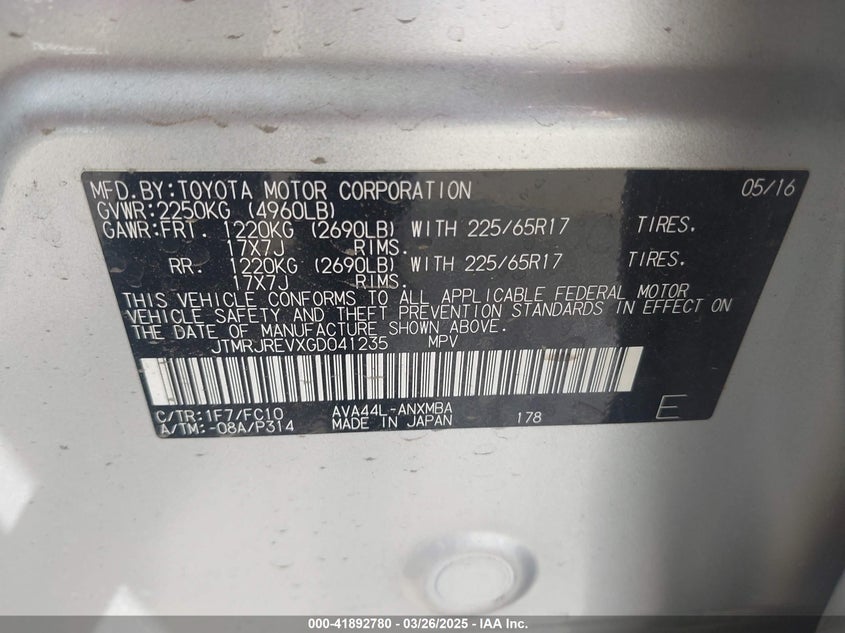 MFD.BY:TOYOTA MOTOR CORPORATION 05/16
GVWR:2250KG (4960LB)
GAWR:FRT. 1220KG (2690LB) WITH 225/65R17 TIRES.
17X7J RIMS.
RR. 1220KG (2690LB) WITH 225/65R17 TIRES.
17X7J RIMS.
THIS VEHICLE CONFORMS TO ALL APPLICABLE FEDERAL MOTOR
VEHICLE SAFETY AND THEFT PREVENTION STANDARDS IN EFFECT ON
THE DATE OF MANUFACTURE SHOWN ABOVE.
JTMRJREVXGD041235 MPV
C/TR:1F7/FC10 AVA44L-ANXMBA
A/TM:-08A/P314 MADE IN JAPAN 178 E
000-41892780 - 03/26/2025 - IAA Inc.